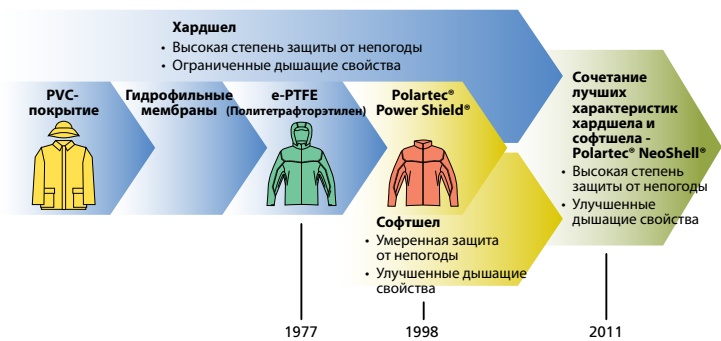 Хардшел
• Высокая степень защиты от непогоды
• Ограниченные дышащие свойства
PVC-
покрытие
Гидрофильные
мембраны
e-PTFE
(Политетрафторэтилен)
Polartec®
Power Shield®
Софтшел
• Умеренная защита
от непогоды
• Улучшенные дышащие
свойства
Сочетание
лучших
характеристик
хардшела и
софтшела -
Polartec® NeoShell®
• Высокая степень
защиты от непогоды
• Улучшенные
дышащие свойства
1977
1998
2011